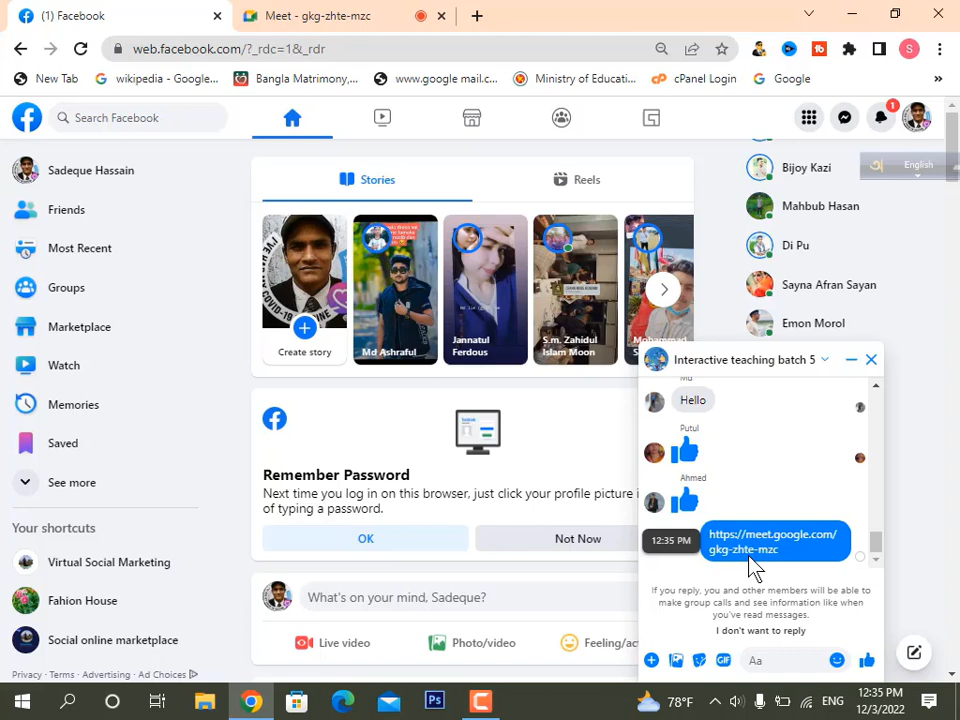 (1) Facebook
Meet - gkg-zhte-mzc
web.facebook.com/?_rdc=1&_rdr
S
New Tab
wikipedia - Google...
Bangla Matrimony,...
www.google mail.c...
Ministry of Educati...
cPanel Login
Google
»
Search Facebook
1
Sadeque Hassain
Friends
Most Recent
Groups
Marketplace
Watch
Memories
Saved
See more
Your shortcuts
Virtual Social Marketing
Fahion House
Social online marketplace
Privacy · Terms · Advertising · Ad Choices
Stories
Reels
Create story
Md Ashraful
Jannatul
Ferdous
S.m. Zahidul
Islam Moon
Remember Password
Next time you log in on this browser, just click your profile picture i
of typing a password.
OK
Not Now
What's on your mind, Sadeque?
Live video
Photo/video
Feeling/ac
Bijoy Kazi
অ English
Mahbub Hasan
Di Pu
Sayna Afran Sayan
Emon Morol
Interactive teaching batch 5
Md
Hello
Putul
Ahmed
12:35 PM
https://meet.google.com/
gkg-zhte-mzc
If you reply, you and other members will be able to
make group calls and see information like when
you've read messages.
I don't want to reply
GIF
Aa
Ps
78°F
ENG
12:35 PM
12/3/2022